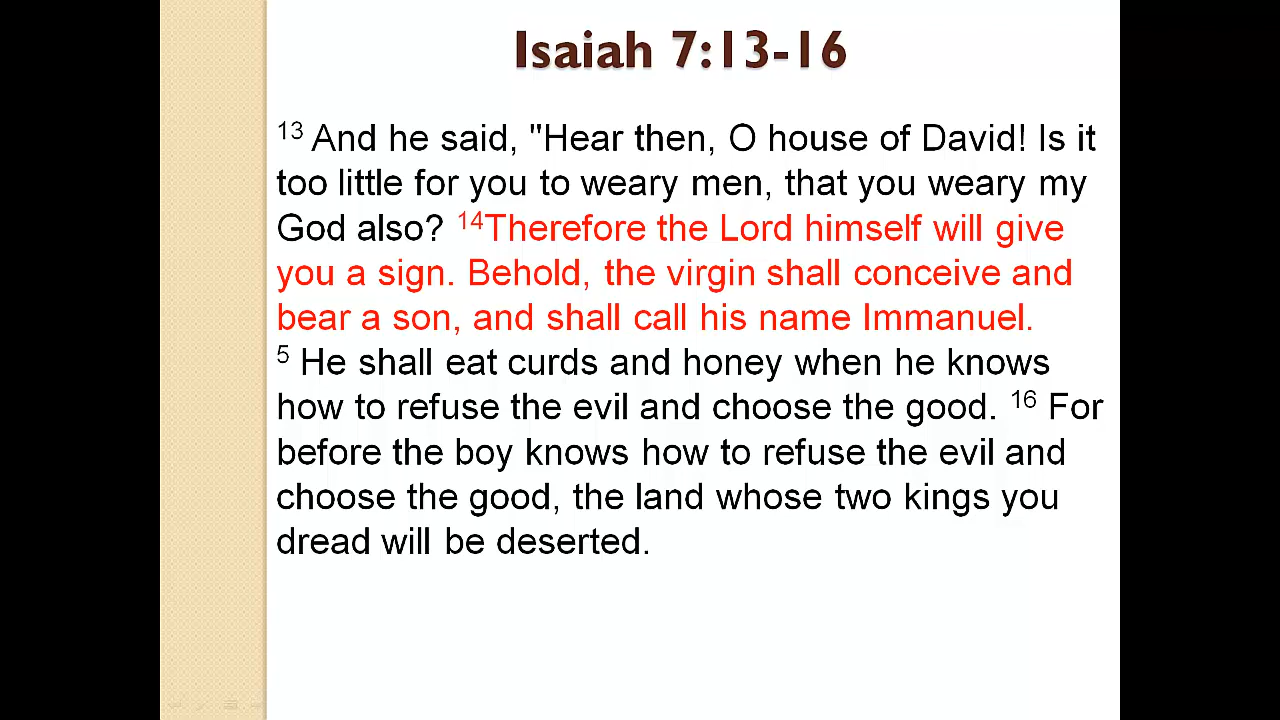 Isaiah 7:13-16
13 And he said, "Hear then, O house of David! Is it
too little for you to weary men, that you weary my
God also? 14Therefore the Lord himself will give
you a sign. Behold, the virgin shall conceive and
bear a son, and shall call his name Immanuel.
5 He shall eat curds and honey when he knows
how to refuse the evil and choose the good. 16 For
before the boy knows how to refuse the evil and
choose the good, the land whose two kings you
dread will be deserted.